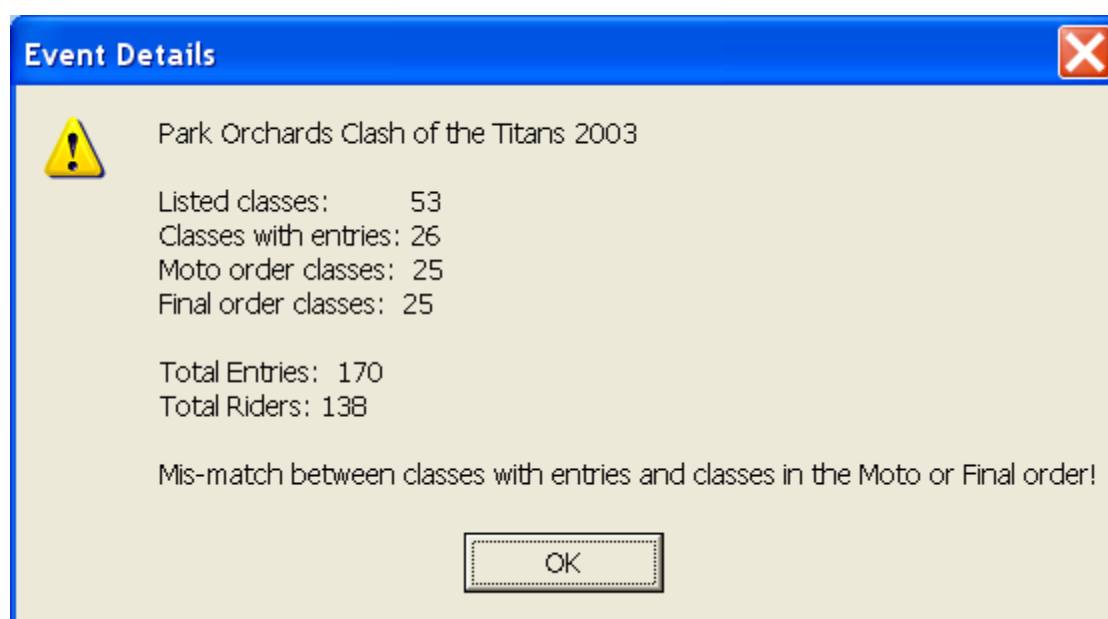 Event Details
Park Orchards Clash of the Titans 2003
Listed classes: 53
Classes with entries: 26
Moto order classes: 25
Final order classes: 25
Total Entries: 170
Total Riders: 138
Mis-match between classes with entries and classes in the Moto or Final order!
OK